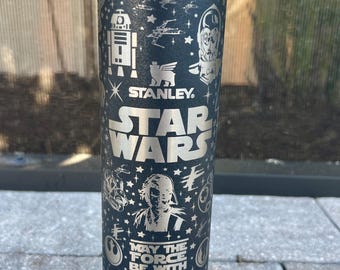 STANLEY.
STAR
WARS
MAY THE
FORCE
BE WITH